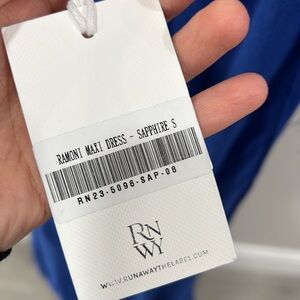 RAMONI MAXI DRESS - SAPPHIRE S
RN23-5096-SAP-08
RN
WY
WWW.RUNAWAYTHELABEL.COM